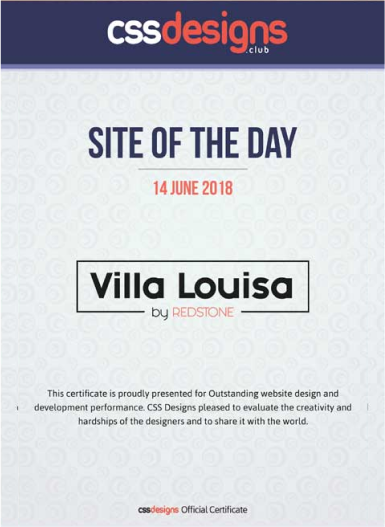 cssdesigns
.club
SITE OF THE DAY
14 JUNE 2018
Villa Louisa
by REDSTONE
This certificate is proudly presented for Outstanding website design and
development performance. CSS Designs pleased to evaluate the creativity and
hardships of the designers and to share it with the world.
cssdesigns Official Certificate